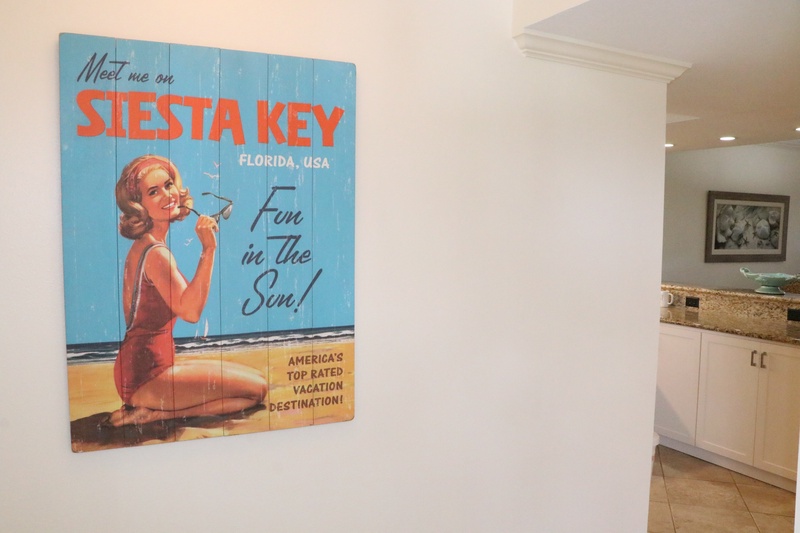 Meet me on
SIESTA KEY
FLORIDA, USA
Fun
in the
Sun!
AMERICA'S
TOP RATED
VACATION
DESTINATION!